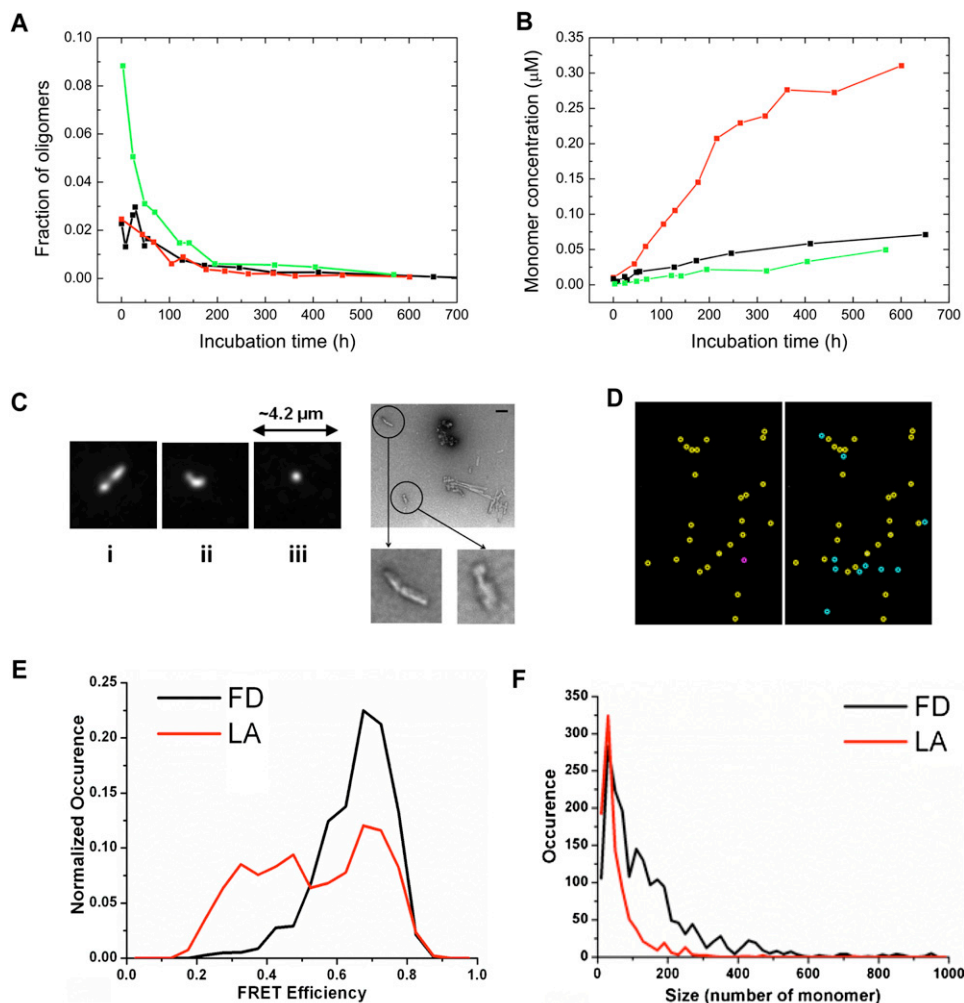 A
0.10
0.08
0.06
0.04
0.02
0.00
Fraction of oligomers
0 100 200 300 400 500 600 700
Incubation time (h)
B
0.35
0.30
0.25
0.20
0.15
0.10
0.05
0.00
Monomer concentration (µM)
0 100 200 300 400 500 600 700
Incubation time (h)
C
~4.2 µm
i ii iii
D
E
FD
LA
0.25
0.20
0.15
0.10
0.05
0.00
Normalized Occurence
0.0 0.2 0.4 0.6 0.8 1.0
FRET Efficiency
F
FD
LA
350
300
250
200
150
100
50
0
Occurence
0 200 400 600 800 1000
Size (number of monomer)